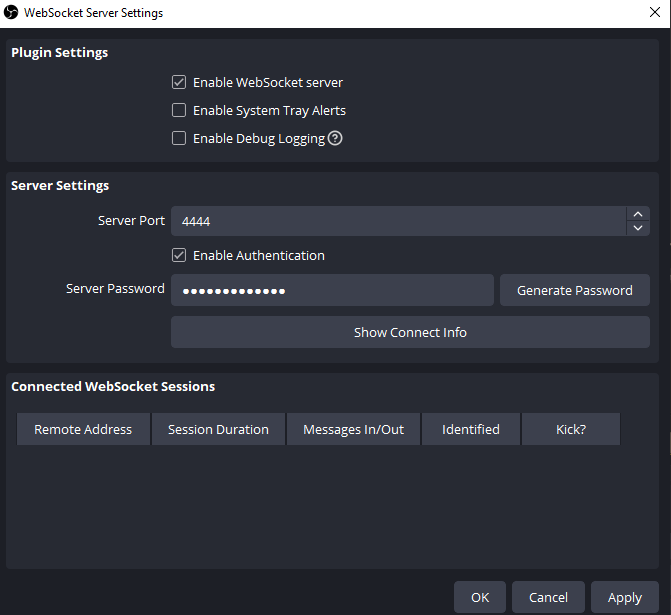 WebSocket Server Settings
Plugin Settings
Enable WebSocket server
Enable System Tray Alerts
Enable Debug Logging ?
Server Settings
Server Port 4444
Enable Authentication
Server Password ●●●●●●●●●●●●● Generate Password
Show Connect Info
Connected WebSocket Sessions
Remote Address Session Duration Messages In/Out Identified Kick?
OK Cancel Apply